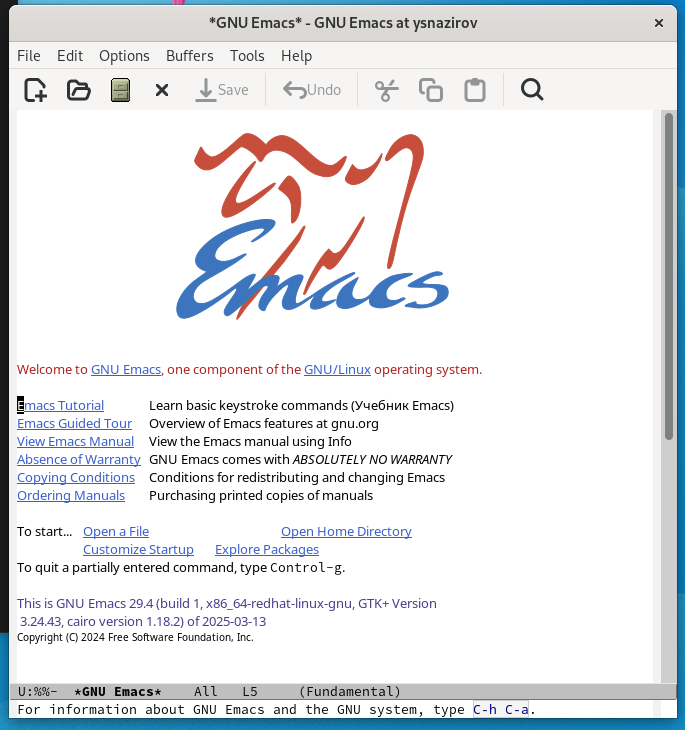 *GNU Emacs* - GNU Emacs at ysnazirov
File Edit Options Buffers Tools Help
Save Undo
Emacs
Welcome to GNU Emacs, one component of the GNU/Linux operating system.
Emacs Tutorial Learn basic keystroke commands (Учебник Emacs)
Emacs Guided Tour Overview of Emacs features at gnu.org
View Emacs Manual View the Emacs manual using Info
Absence of Warranty GNU Emacs comes with ABSOLUTELY NO WARRANTY
Copying Conditions Conditions for redistributing and changing Emacs
Ordering Manuals Purchasing printed copies of manuals
To start... Open a File Open Home Directory
Customize Startup Explore Packages
To quit a partially entered command, type Control-g.
This is GNU Emacs 29.4 (build 1, x86_64-redhat-linux-gnu, GTK+ Version
3.24.43, cairo version 1.18.2) of 2025-03-13
Copyright (C) 2024 Free Software Foundation, Inc.
U:%%- *GNU Emacs* All L5 (Fundamental)
For information about GNU Emacs and the GNU system, type C-h C-a.